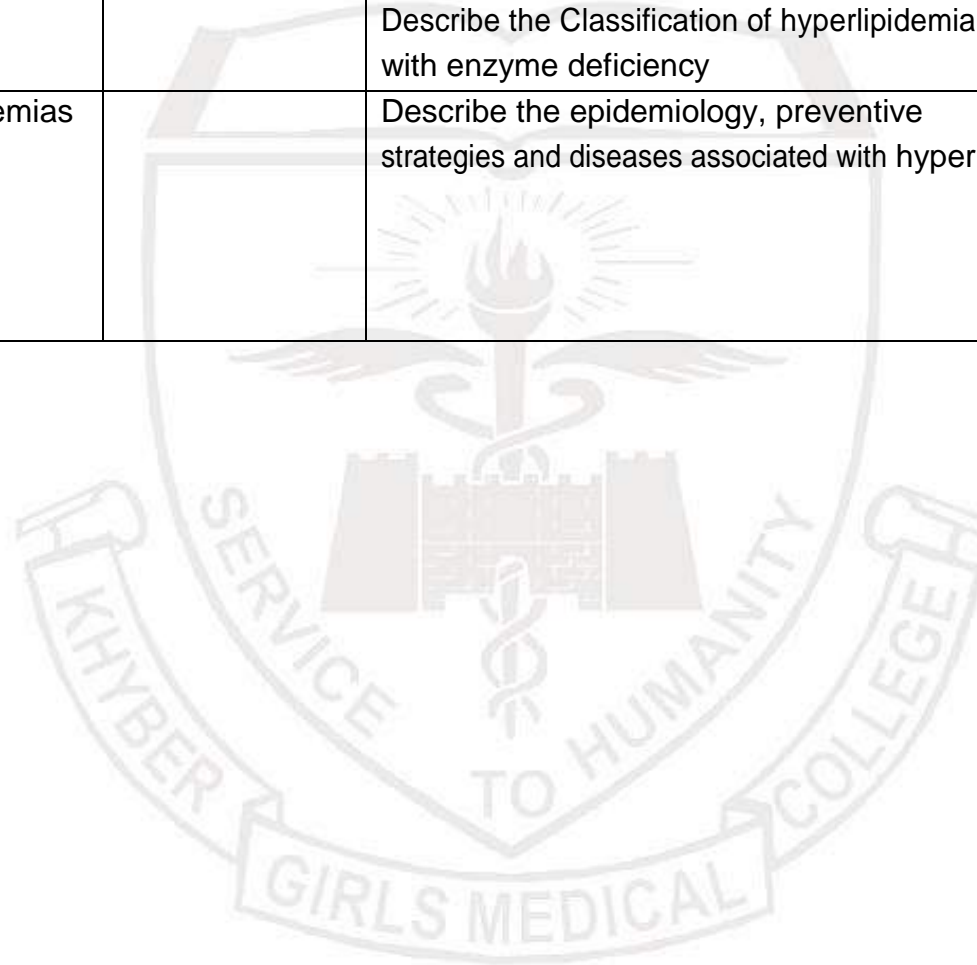 Describe the Classification of hyperlipidemia
with enzyme deficiency
emias
Describe the epidemiology, preventive
strategies and diseases associated with hyper
SERVICE TO HUMANITY
KHYBER GIRLS MEDICAL COLLEGE